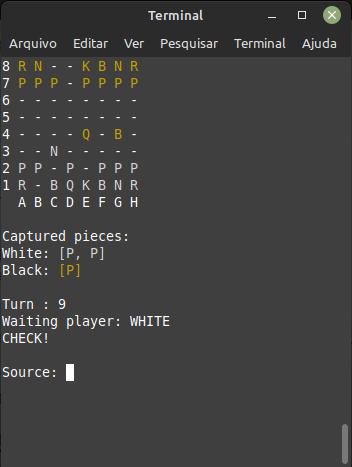 Terminal
Arquivo Editar Ver Pesquisar Terminal Ajuda
8 R N - - K B N R
7 P P P - P P P P
6 - - - - - - - -
5 - - - - - - - -
4 - - - - Q - B -
3 - - N - - - - -
2 P P - P - P P P
1 R - B Q K B N R
A B C D E F G H
Captured pieces:
White: [P, P]
Black: [P]
Turn : 9
Waiting player: WHITE
CHECK!
Source: